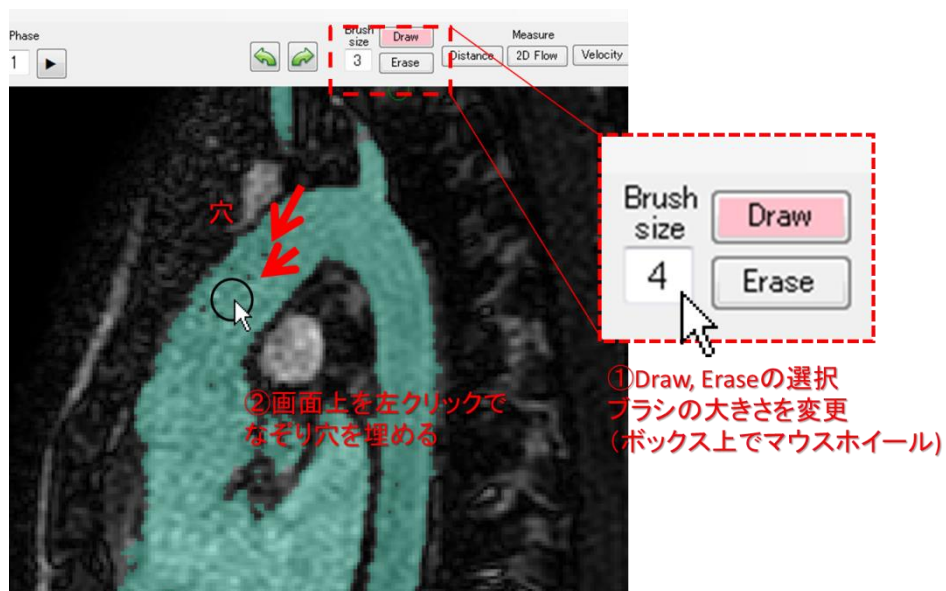 Phase
1
Brush
size
3
Draw
Erase
Measure
Distance
2D Flow
Velocity
穴
Brush
size
4
Draw
Erase
①Draw, Eraseの選択
ブラシの大きさを変更
(ボックス上でマウスホイール)
②画面上を左クリックで
なぞり穴を埋める